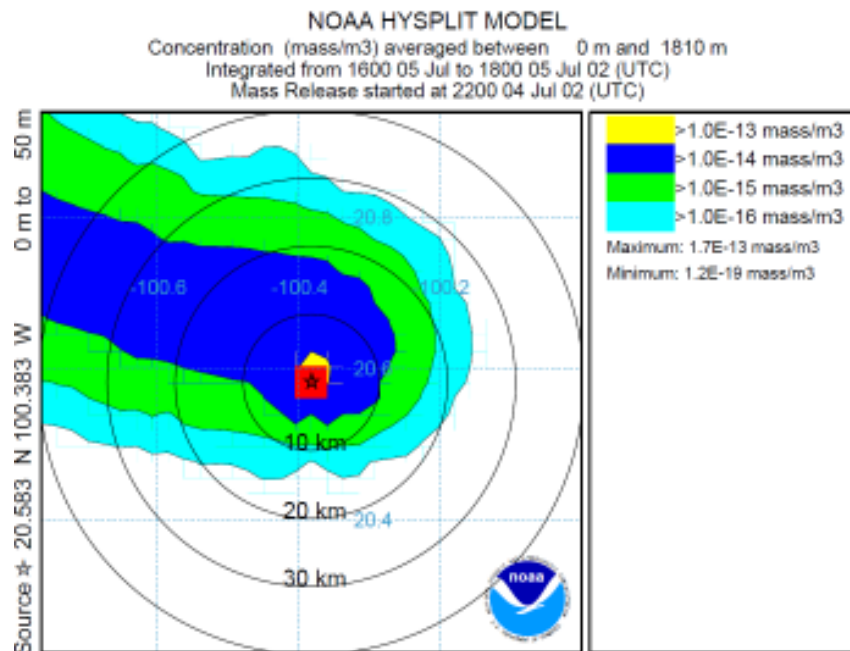 NOAA HYSPLIT MODEL
Concentration (mass/m3) averaged between 0 m and 1810 m
Integrated from 1600 05 Jul to 1800 05 Jul 02 (UTC)
Mass Release started at 2200 04 Jul 02 (UTC)
Source ☆ 20.583 N 100.383 W 0 m to 50 m
>1.0E-13 mass/m3
>1.0E-14 mass/m3
>1.0E-15 mass/m3
>1.0E-16 mass/m3
Maximum: 1.7E-13 mass/m3
Minimum: 1.2E-19 mass/m3
20.8
-100.6
-100.4
-100.2
20.6
10 km
20 km
20.4
30 km
noaa